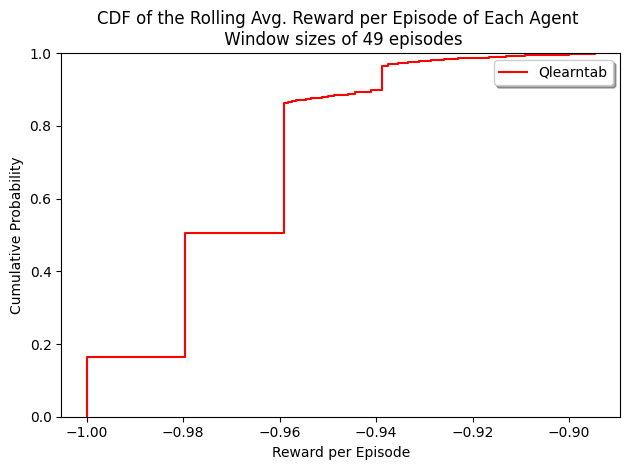 CDF of the Rolling Avg. Reward per Episode of Each Agent
Window sizes of 49 episodes
Qlearntab
Cumulative Probability
1.0
0.8
0.6
0.4
0.2
0.0
−1.00 −0.98 −0.96 −0.94 −0.92 −0.90
Reward per Episode